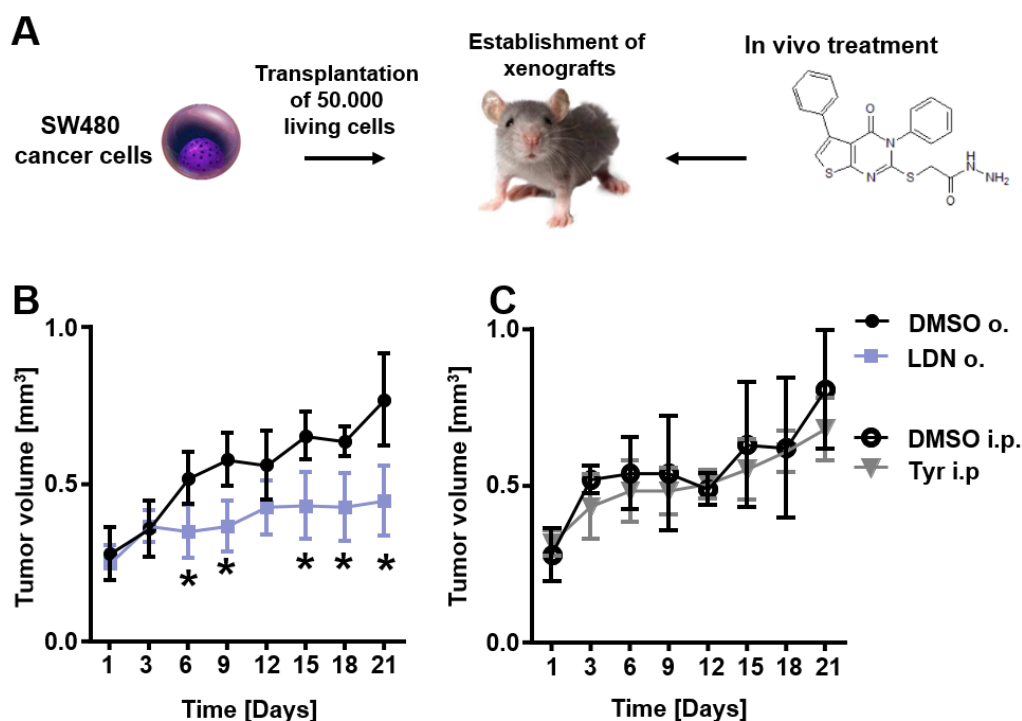 A
SW480
cancer cells
Transplantation
of 50.000
living cells
Establishment of
xenografts
In vivo treatment
O
N
S
N
S
O
H
N
NH₂
B
Tumor volume [mm³]
1.0
0.5
0.0
* * * * *
1 3 6 9 12 15 18 21
Time [Days]
C
Tumor volume [mm³]
1.0
0.5
0.0
1 3 6 9 12 15 18 21
Time [Days]
DMSO o.
LDN o.
DMSO i.p.
Tyr i.p